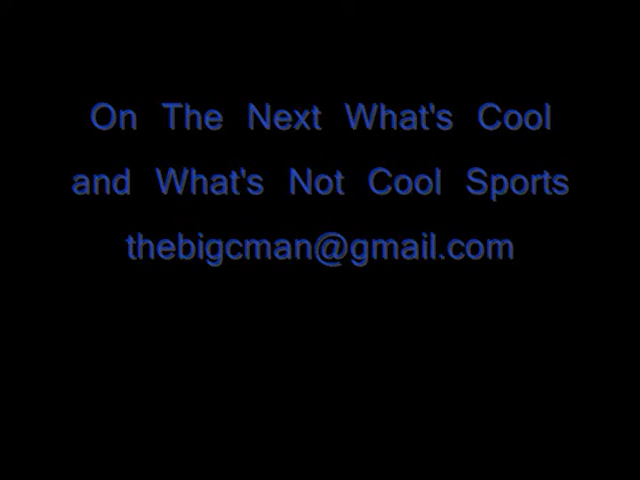 On The Next What's Cool
and What's Not Cool Sports
thebigcman@gmail.com